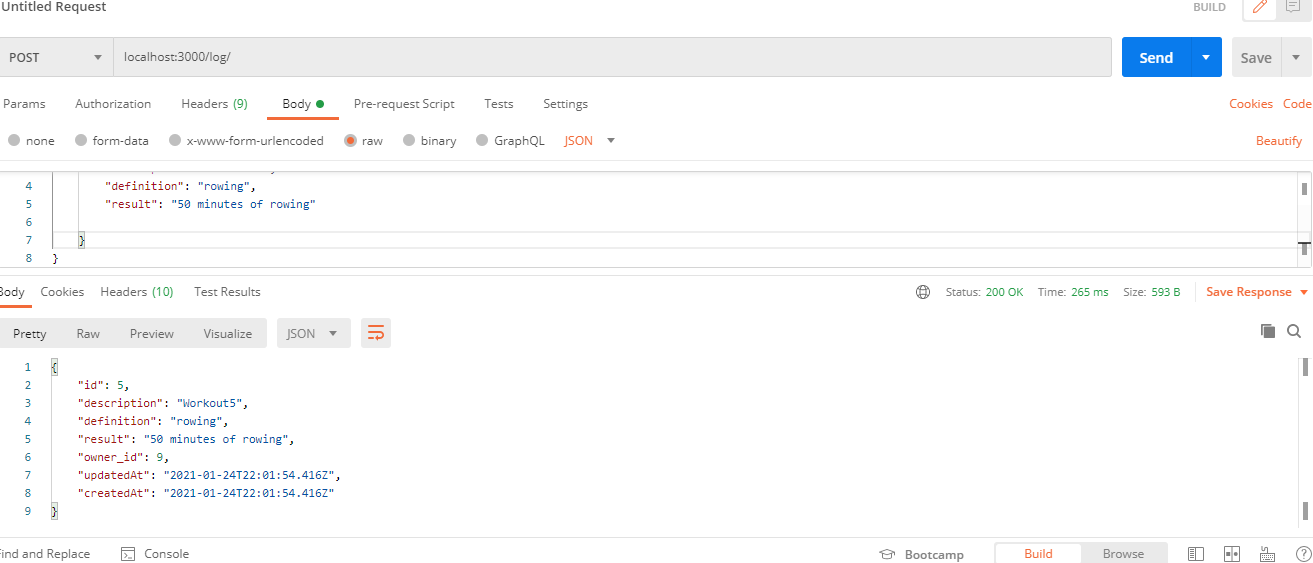 Untitled Request BUILD
POST localhost:3000/log/ Send Save
Params Authorization Headers (9) Body Pre-request Script Tests Settings Cookies Code
none form-data x-www-form-urlencoded raw binary GraphQL JSON Beautify
4 "definition": "rowing",
5 "result": "50 minutes of rowing"
6
7 }
8 }
Body Cookies Headers (10) Test Results Status: 200 OK Time: 265 ms Size: 593 B Save Response
Pretty Raw Preview Visualize JSON
1 {
2 "id": 5,
3 "description": "Workout5",
4 "definition": "rowing",
5 "result": "50 minutes of rowing",
6 "owner_id": 9,
7 "updatedAt": "2021-01-24T22:01:54.416Z",
8 "createdAt": "2021-01-24T22:01:54.416Z"
9 }
Find and Replace Console Bootcamp Build Browse